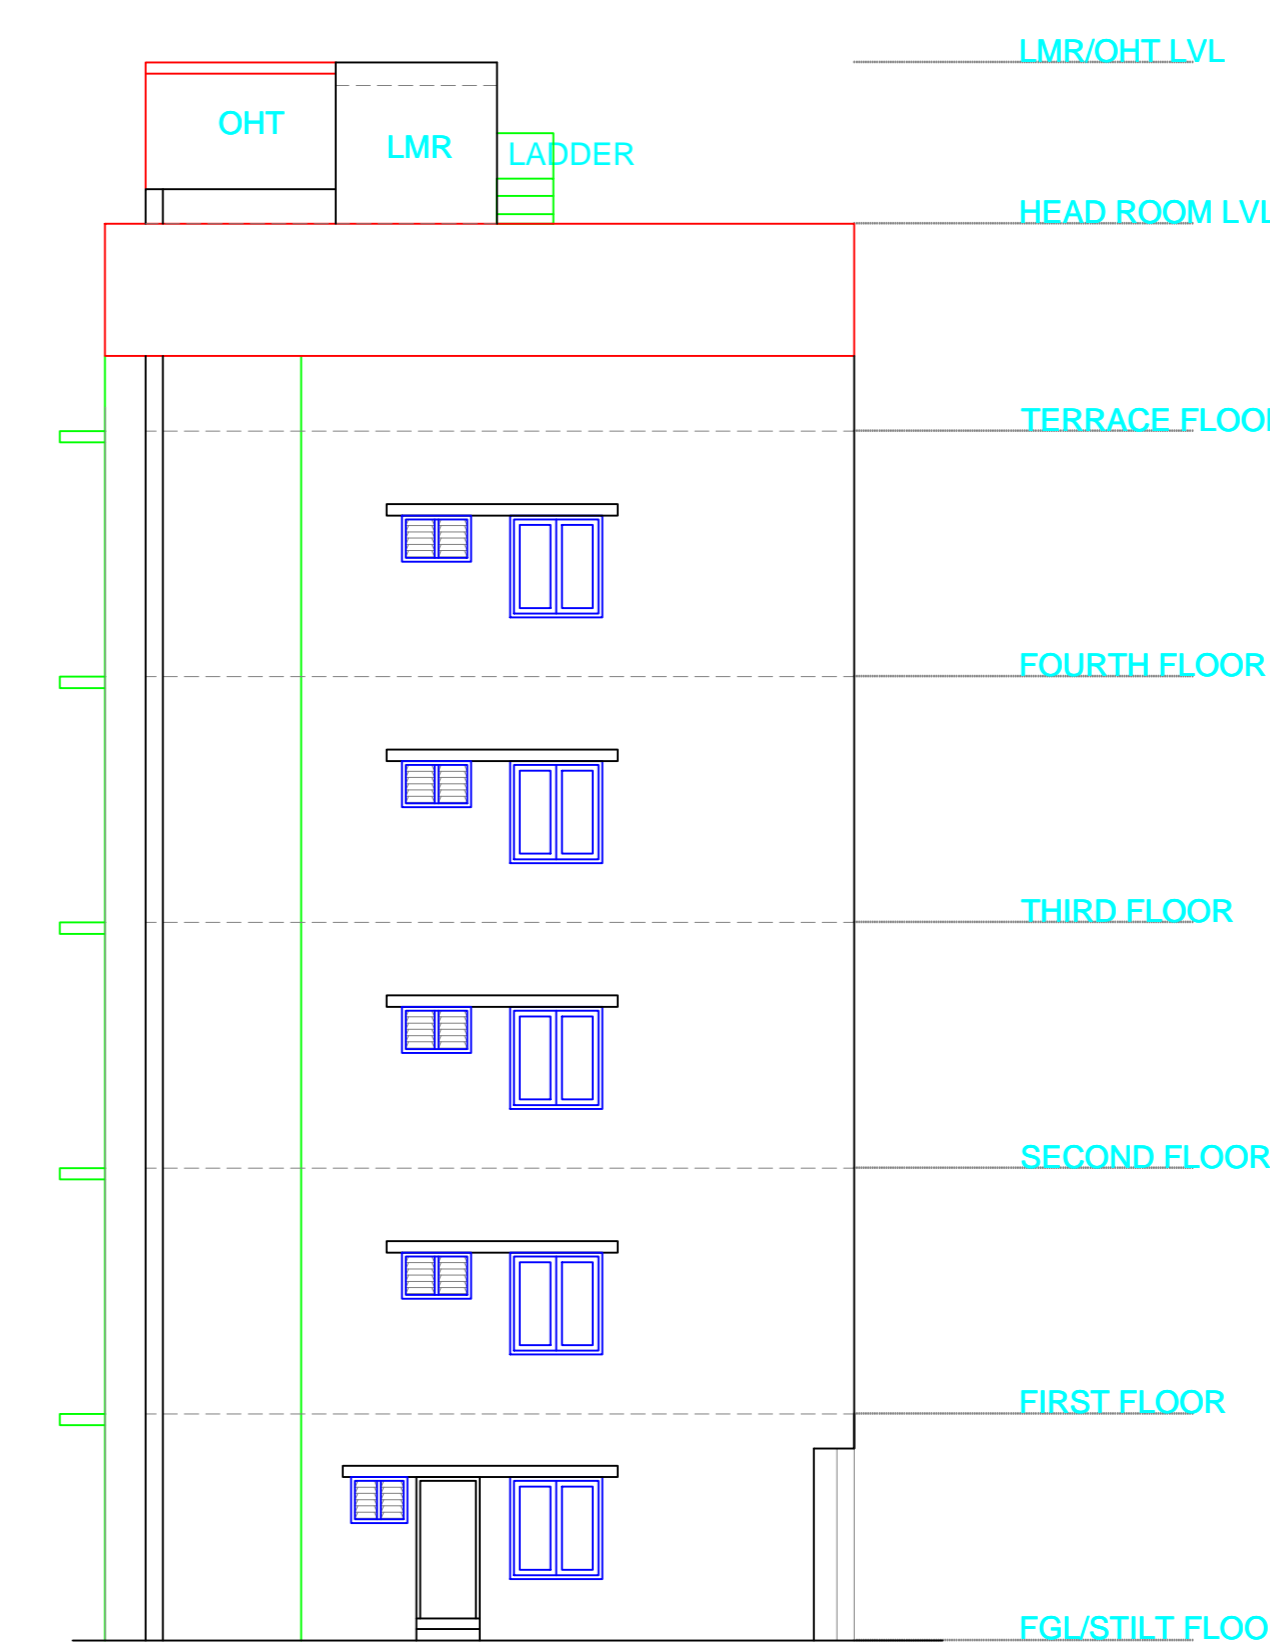 LMR/OHT LVL
OHT
LMR
LADDER
HEAD ROOM LVL
TERRACE FLOOR
FOURTH FLOOR
THIRD FLOOR
SECOND FLOOR
FIRST FLOOR
FGL/STILT FLOO